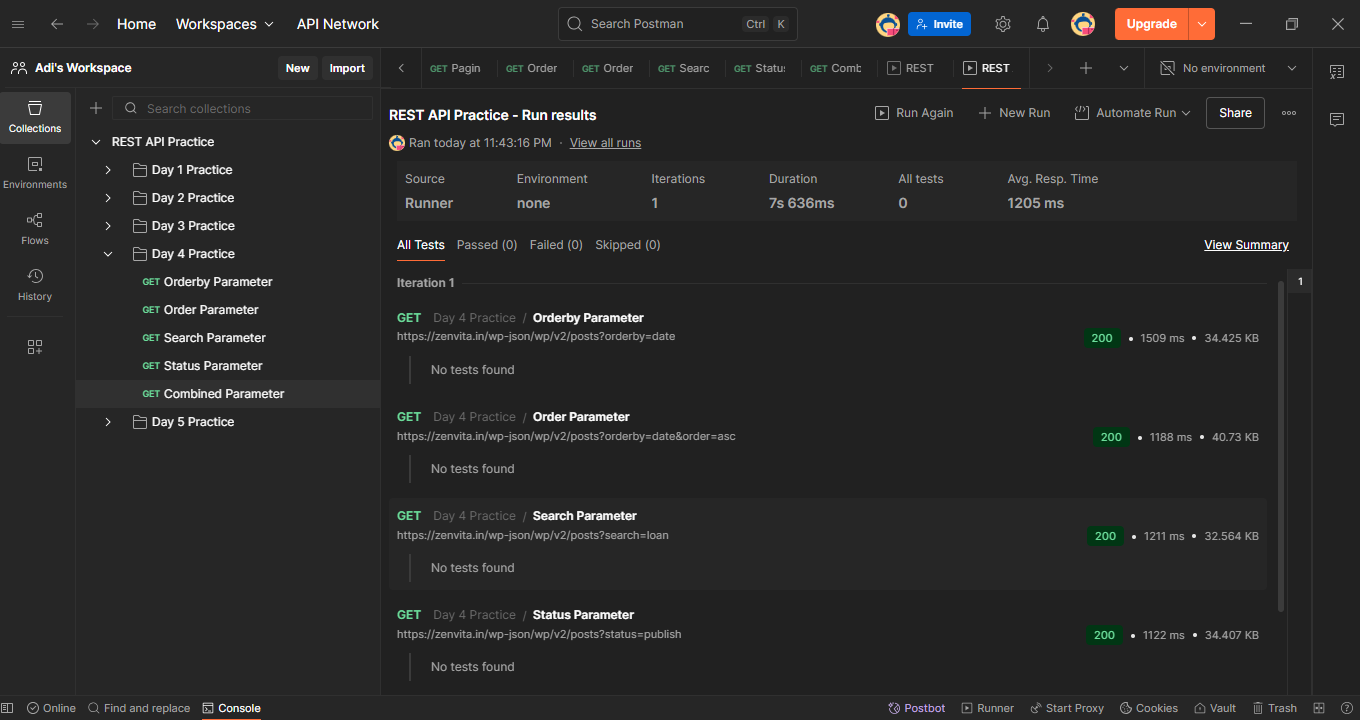 Home Workspaces API Network Search Postman Ctrl K Invite Upgrade
Adi's Workspace New Import
GET Pagin GET Order GET Order GET Searc GET Statu GET Comb REST REST No environment
Collections
Environments
Flows
History
Search collections
REST API Practice
Day 1 Practice
Day 2 Practice
Day 3 Practice
Day 4 Practice
GET Orderby Parameter
GET Order Parameter
GET Search Parameter
GET Status Parameter
GET Combined Parameter
Day 5 Practice
REST API Practice - Run results
Run Again New Run Automate Run Share
Ran today at 11:43:16 PM · View all runs
Source Environment Iterations Duration All tests Avg. Resp. Time
Runner none 1 7s 636ms 0 1205 ms
All Tests Passed (0) Failed (0) Skipped (0) View Summary
Iteration 1
1
GET Day 4 Practice / Orderby Parameter
https://zenvita.in/wp-json/wp/v2/posts?orderby=date
200 • 1509 ms • 34.425 KB
No tests found
GET Day 4 Practice / Order Parameter
https://zenvita.in/wp-json/wp/v2/posts?orderby=date&order=asc
200 • 1188 ms • 40.73 KB
No tests found
GET Day 4 Practice / Search Parameter
https://zenvita.in/wp-json/wp/v2/posts?search=loan
200 • 1211 ms • 32.564 KB
No tests found
GET Day 4 Practice / Status Parameter
https://zenvita.in/wp-json/wp/v2/posts?status=publish
200 • 1122 ms • 34.407 KB
No tests found
Online Find and replace Console Postbot Runner Start Proxy Cookies Vault Trash